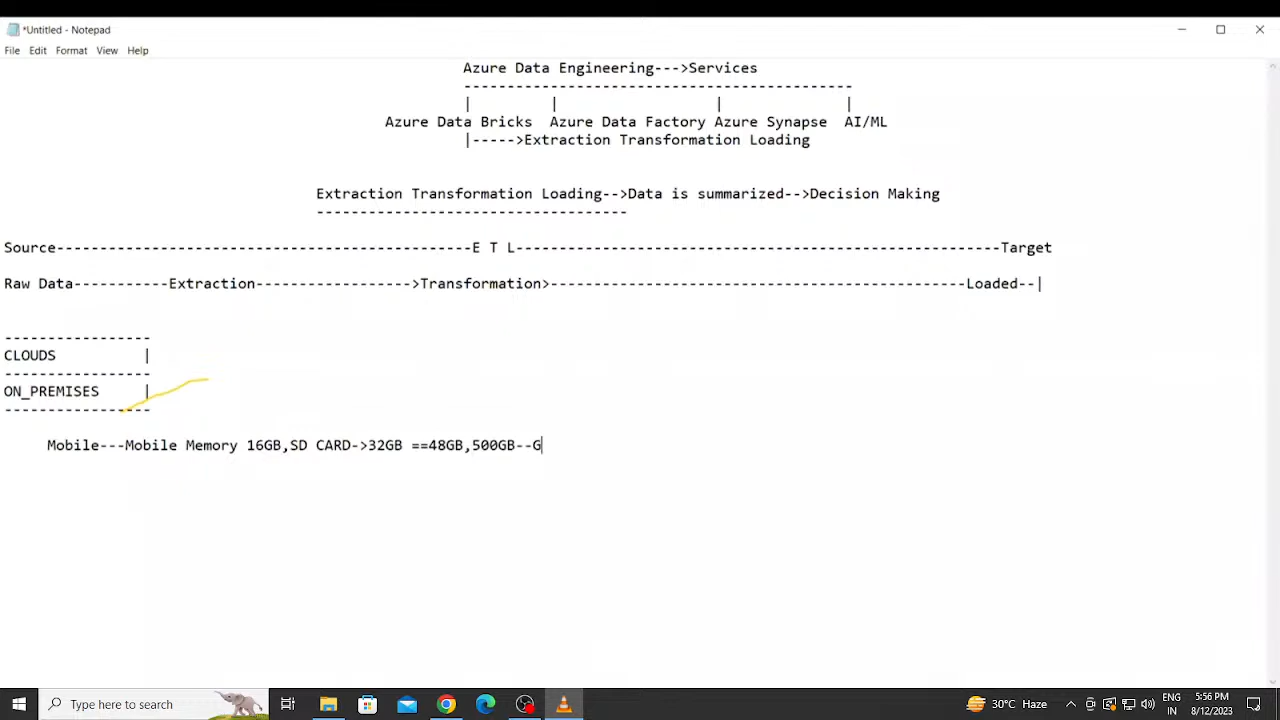 *Untitled - Notepad
File Edit Format View Help
Azure Data Engineering--->Services
---------------------------------------------
| | | |
Azure Data Bricks Azure Data Factory Azure Synapse AI/ML
|----->Extraction Transformation Loading
Extraction Transformation Loading-->Data is summarized-->Decision Making
------------------------------------
Source------------------------------------------------E T L--------------------------------------------------------Target
Raw Data-----------Extraction------------------>Transformation>------------------------------------------------Loaded--|
-----------------
CLOUDS |
-----------------
ON_PREMISES |
-----------------
Mobile---Mobile Memory 16GB,SD CARD->32GB ==48GB,500GB--G
Type here to search
30°C Haze
ENG
IN
5:56 PM
8/12/2023